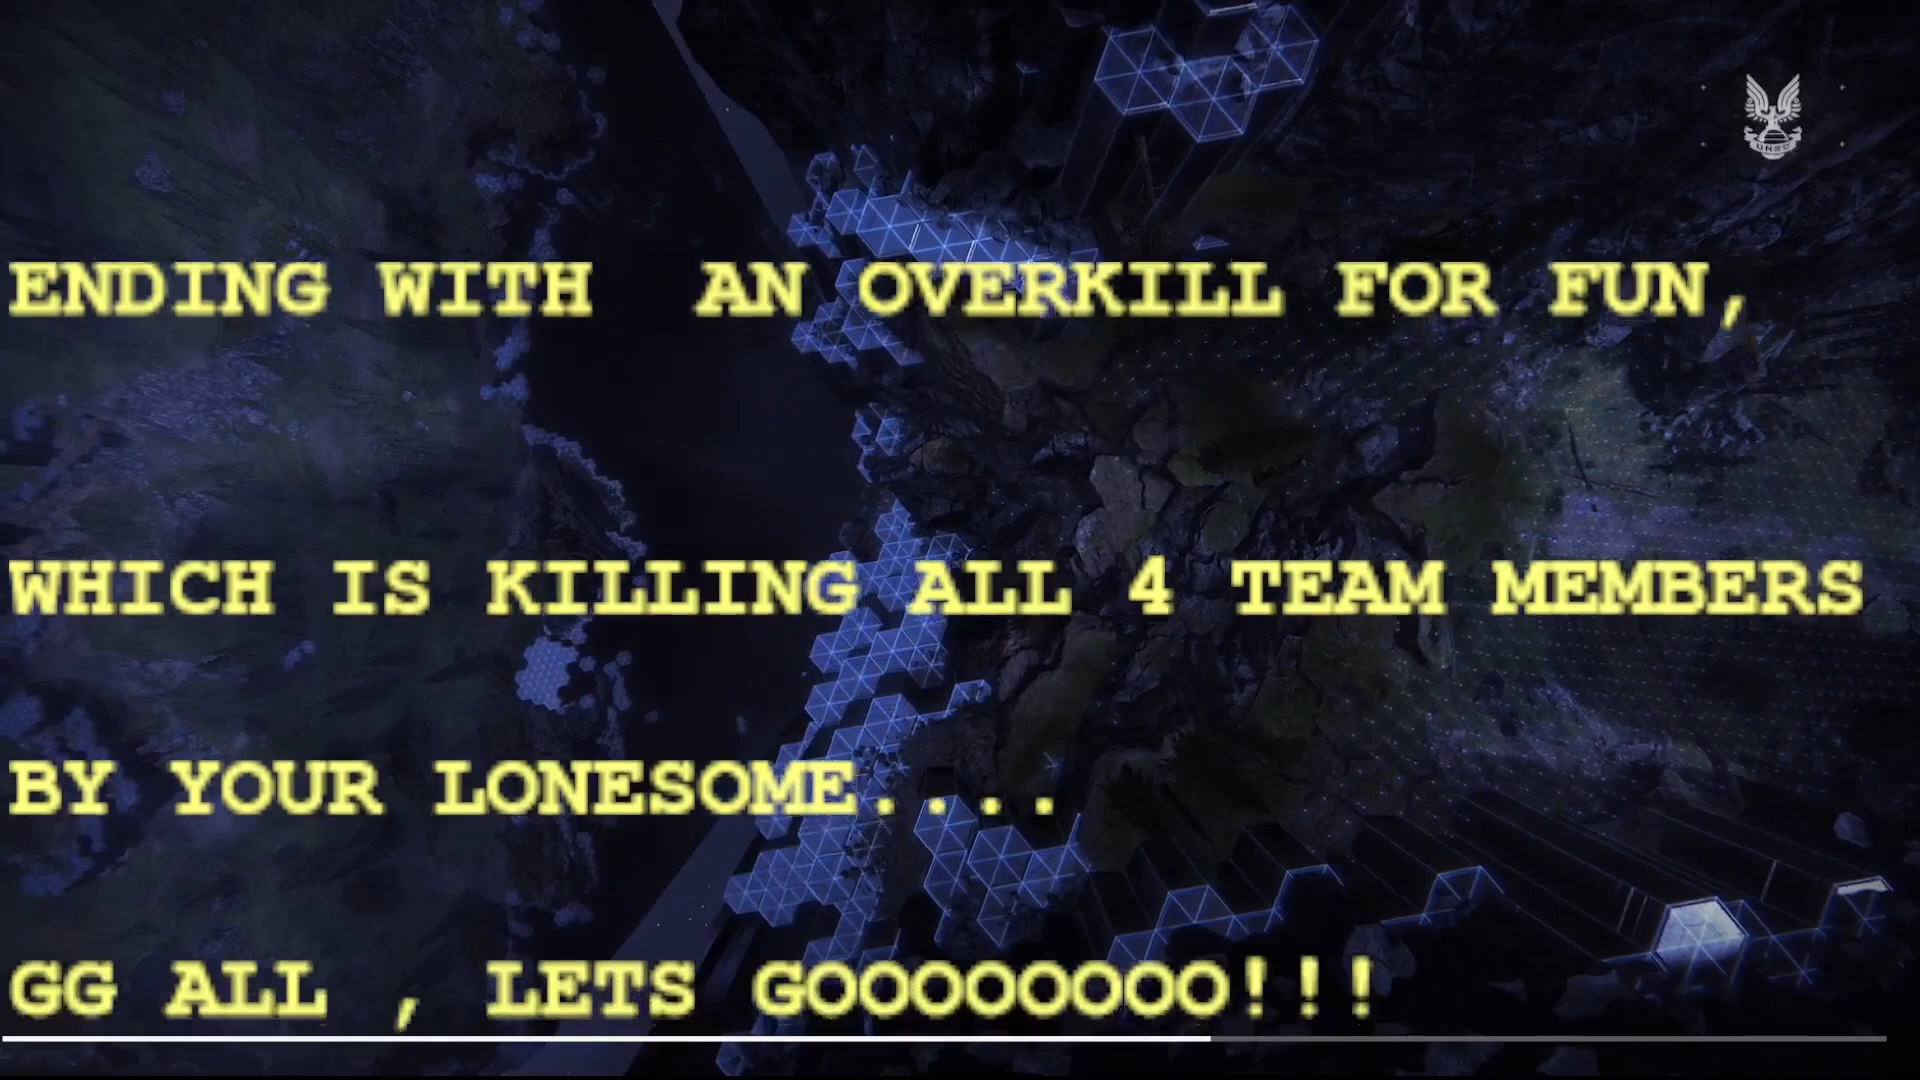 UNSC
ENDING WITH  AN OVERKILL FOR FUN,
WHICH IS KILLING ALL 4 TEAM MEMBERS
BY YOUR LONESOME....
GG ALL , LETS GOOOOOOOO!!!